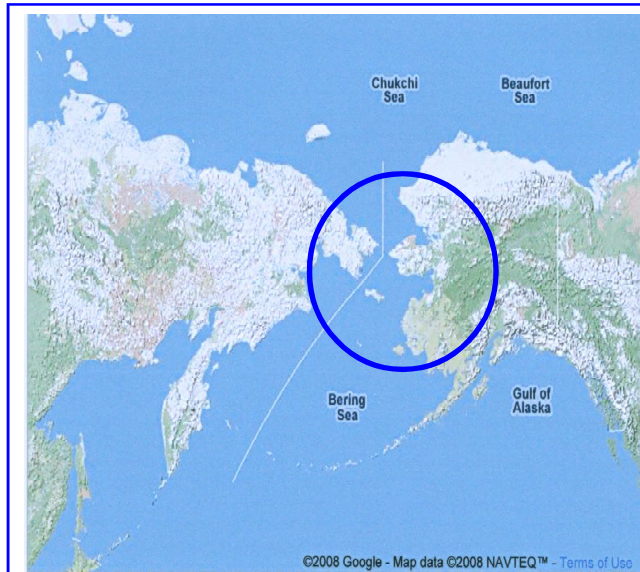 Chukchi
Sea
Beaufort
Sea
Bering
Sea
Gulf of
Alaska
©2008 Google - Map data ©2008 NAVTEQ™ - Terms of Use